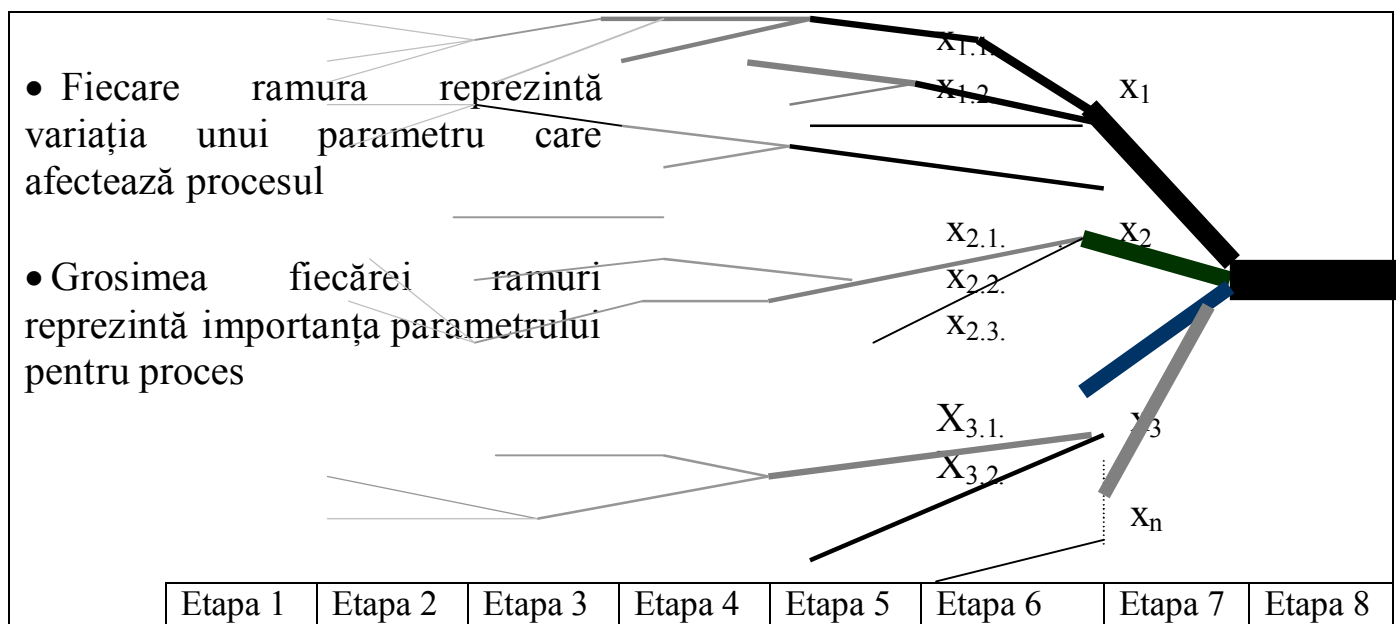 • Fiecare ramura reprezintă
variația unui parametru care
afectează procesul
• Grosimea fiecărei ramuri
reprezintă importanța parametrului
pentru proces
x1.1.
x1.2.
x1
x2.1.
x2
x2.2.
x2.3.
X3.1.
x3
X3.2.
xn
Etapa 1 Etapa 2 Etapa 3 Etapa 4 Etapa 5 Etapa 6 Etapa 7 Etapa 8